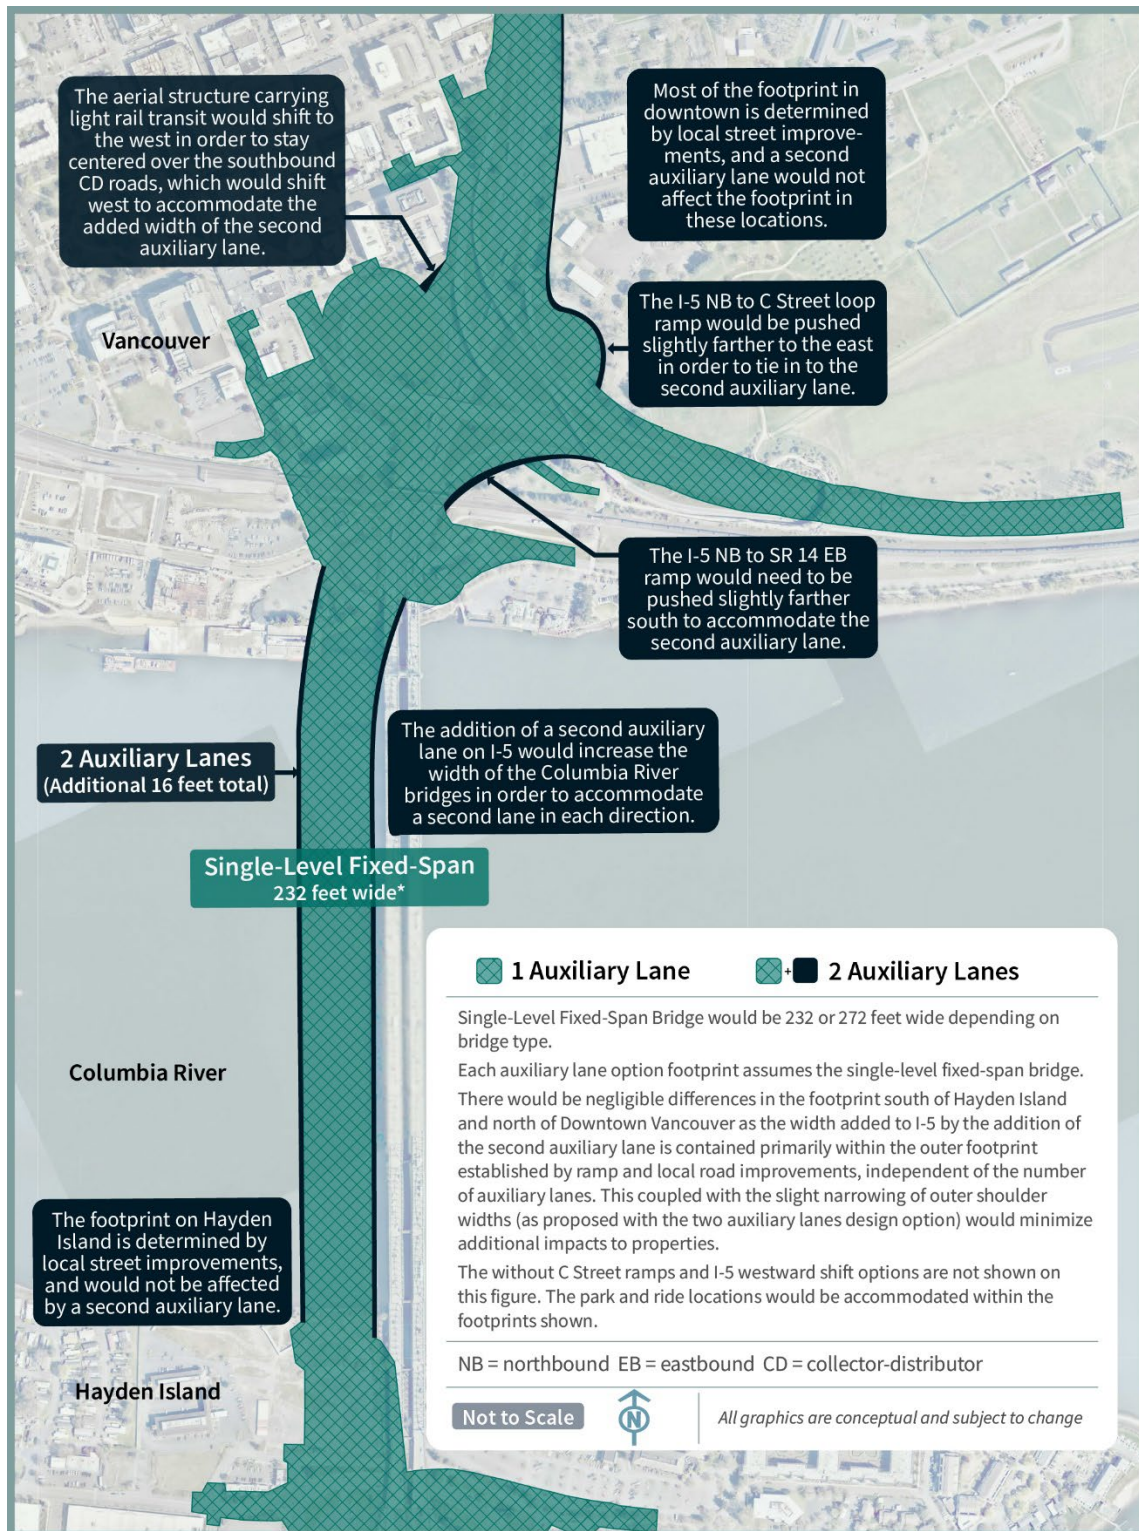 The aerial structure carrying
light rail transit would shift to
the west in order to stay
centered over the southbound
CD roads, which would shift
west to accommodate the
added width of the second
auxiliary lane.
Most of the footprint in
downtown is determined
by local street improve-
ments, and a second
auxiliary lane would not
affect the footprint in
these locations.
The I-5 NB to C Street loop
ramp would be pushed
slightly farther to the east
in order to tie in to the
second auxiliary lane.
Vancouver
The I-5 NB to SR 14 EB
ramp would need to be
pushed slightly farther
south to accommodate the
second auxiliary lane.
2 Auxiliary Lanes
(Additional 16 feet total)
The addition of a second auxiliary
lane on I-5 would increase the
width of the Columbia River
bridges in order to accommodate
a second lane in each direction.
Single-Level Fixed-Span
232 feet wide*
1 Auxiliary Lane
+
2 Auxiliary Lanes
Single-Level Fixed-Span Bridge would be 232 or 272 feet wide depending on
bridge type.
Each auxiliary lane option footprint assumes the single-level fixed-span bridge.
There would be negligible differences in the footprint south of Hayden Island
and north of Downtown Vancouver as the width added to I-5 by the addition of
the second auxiliary lane is contained primarily within the outer footprint
established by ramp and local road improvements, independent of the number
of auxiliary lanes. This coupled with the slight narrowing of outer shoulder
widths (as proposed with the two auxiliary lanes design option) would minimize
additional impacts to properties.
The without C Street ramps and I-5 westward shift options are not shown on
this figure. The park and ride locations would be accommodated within the
footprints shown.
NB = northbound EB = eastbound CD = collector-distributor
Not to Scale
N
All graphics are conceptual and subject to change
Columbia River
The footprint on Hayden
Island is determined by
local street improvements,
and would not be affected
by a second auxiliary lane.
Hayden Island